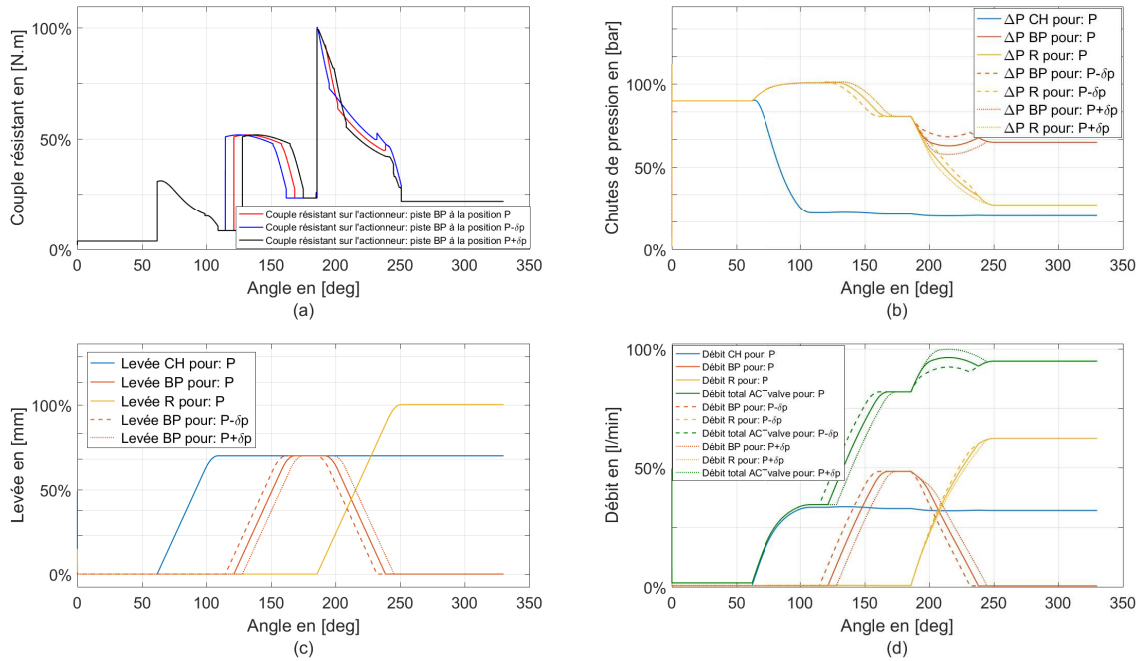 Couple résistant en [N.m]
100%
50%
0%
0 50 100 150 200 250 300 350
Angle en [deg]
(a)
Couple résistant sur l'actionneur: piste BP à la position P
Couple résistant sur l'actionneur: piste BP à la position P-δp
Couple résistant sur l'actionneur: piste BP à la position P+δp
Chutes de pression en [bar]
100%
50%
0%
0 50 100 150 200 250 300 350
Angle en [deg]
(b)
ΔP CH pour: P
ΔP BP pour: P
ΔP R pour: P
ΔP BP pour: P-δp
ΔP R pour: P-δp
ΔP BP pour: P+δp
ΔP R pour: P+δp
Levée en [mm]
100%
50%
0%
0 50 100 150 200 250 300 350
Angle en [deg]
(c)
Levée CH pour: P
Levée BP pour: P
Levée R pour: P
Levée BP pour: P-δp
Levée BP pour: P+δp
Débit en [l/min]
100%
50%
0%
0 50 100 150 200 250 300 350
Angle en [deg]
(d)
Débit CH pour: P
Débit BP pour: P
Débit R pour: P
Débit total AC‾valve pour: P
Débit BP pour: P-δp
Débit R pour: P-δp
Débit total AC‾valve pour: P-δp
Débit BP pour: P+δp
Débit R pour: P+δp
Débit total AC‾valve pour: P+δp